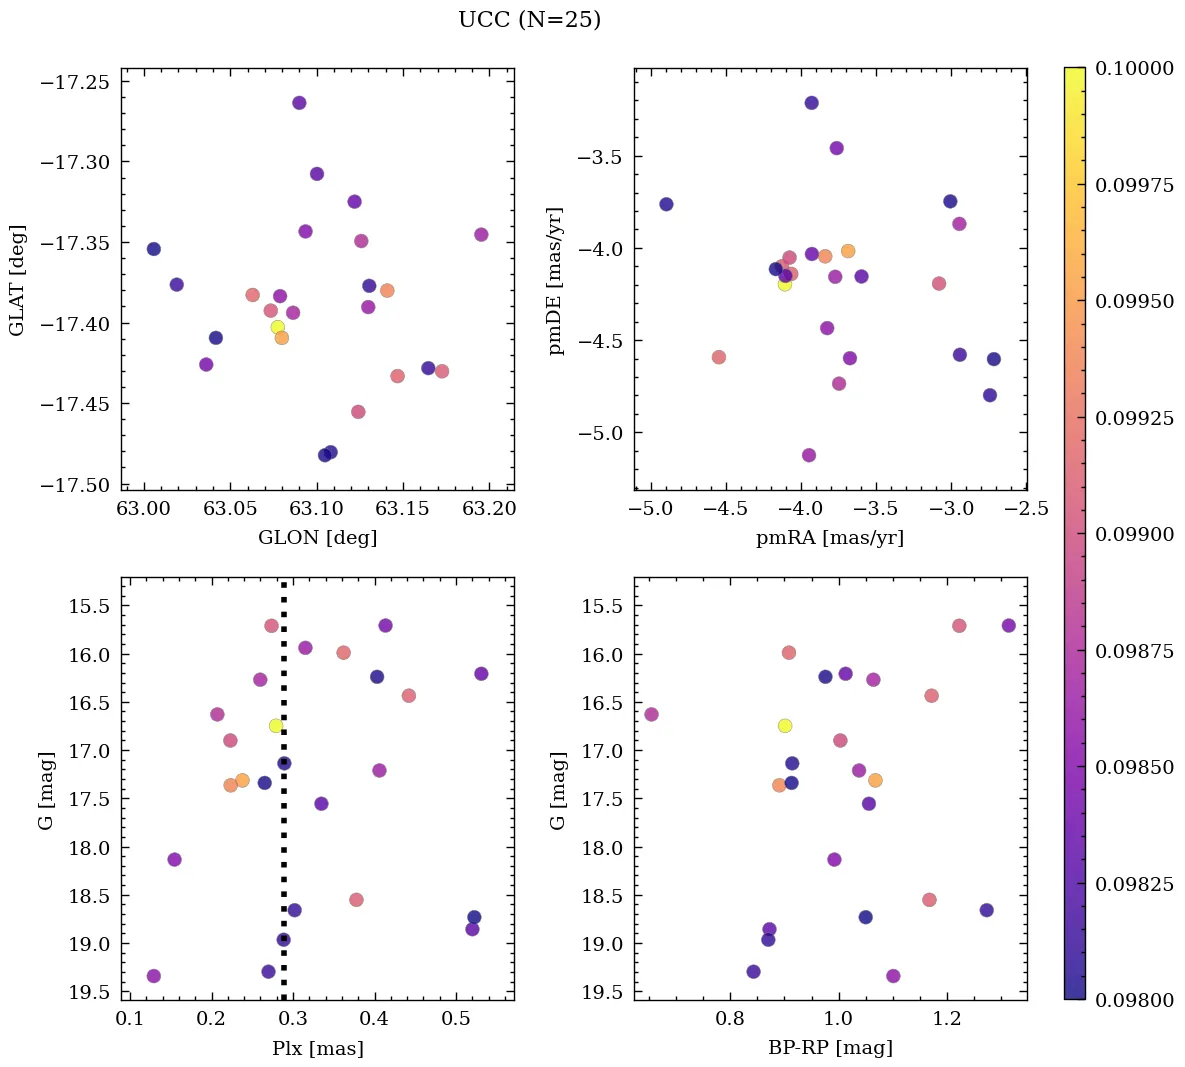 UCC (N=25)
−17.25
−17.30
−17.35
−17.40
−17.45
−17.50
GLAT [deg]
63.00 63.05 63.10 63.15 63.20
GLON [deg]
−3.5
−4.0
−4.5
−5.0
pmDE [mas/yr]
−5.0 −4.5 −4.0 −3.5 −3.0 −2.5
pmRA [mas/yr]
15.5
16.0
16.5
17.0
17.5
18.0
18.5
19.0
19.5
G [mag]
0.1 0.2 0.3 0.4 0.5
Plx [mas]
15.5
16.0
16.5
17.0
17.5
18.0
18.5
19.0
19.5
G [mag]
0.8 1.0 1.2
BP-RP [mag]
0.10000
0.09975
0.09950
0.09925
0.09900
0.09875
0.09850
0.09825
0.09800